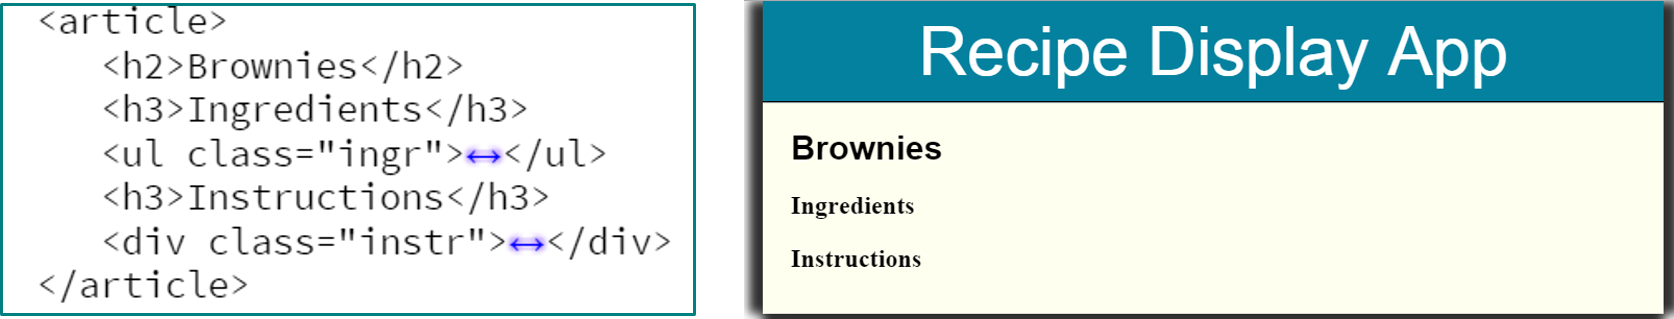 <article>
<h2>Brownies</h2>
<h3>Ingredients</h3>
<ul class="ingr">↔</ul>
<h3>Instructions</h3>
<div class="instr">↔</div>
</article>
Recipe Display App
Brownies
Ingredients
Instructions